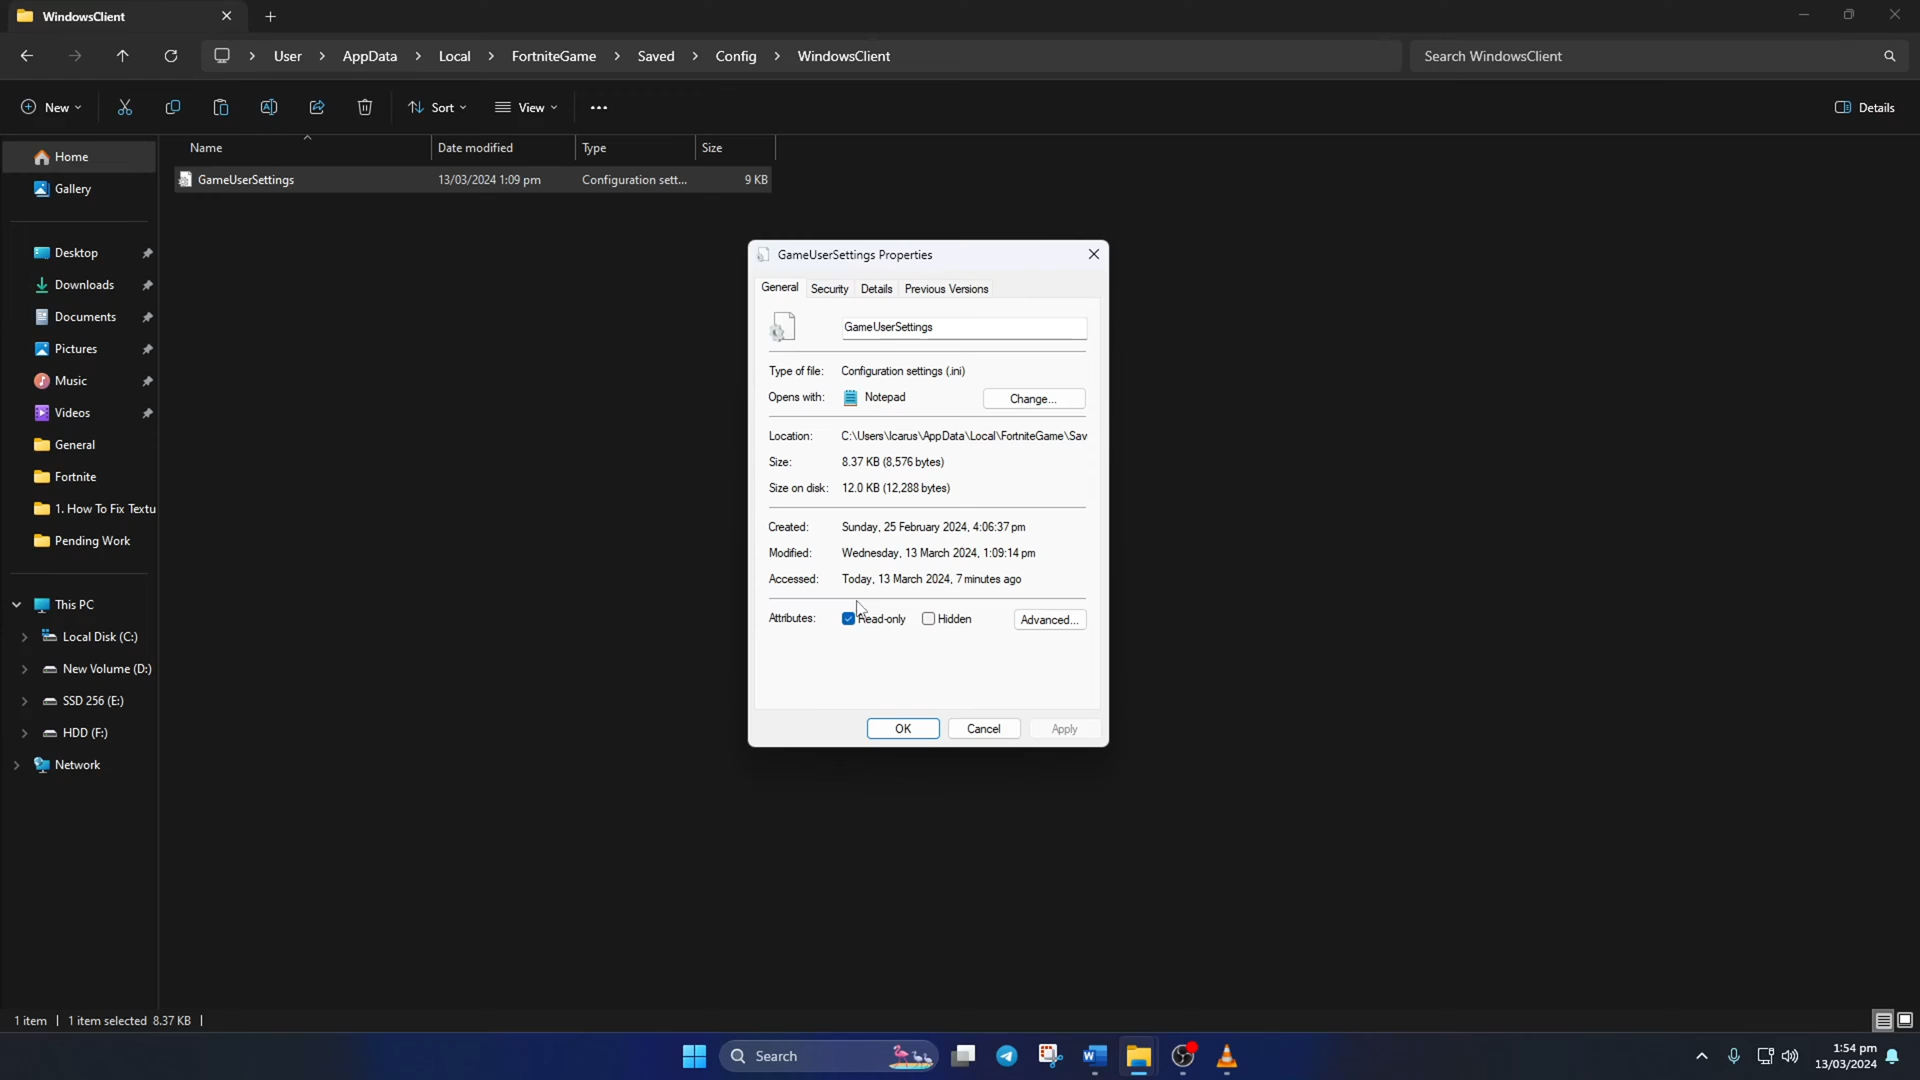 WindowsClient
User > AppData > Local > FortniteGame > Saved > Config > WindowsClient
Search WindowsClient
New
Sort
View
Details
Name Date modified Type Size
GameUserSettings 13/03/2024 1:09 pm Configuration sett... 9 KB
Home
Gallery
Desktop
Downloads
Documents
Pictures
Music
Videos
General
Fortnite
1. How To Fix Textu
Pending Work
This PC
Local Disk (C:)
New Volume (D:)
SSD 256 (E:)
HDD (F:)
Network
GameUserSettings Properties
General Security Details Previous Versions
GameUserSettings
Type of file: Configuration settings (.ini)
Opens with: Notepad Change...
Location: C:\Users\Icarus\AppData\Local\FortniteGame\Sav
Size: 8.37 KB (8,576 bytes)
Size on disk: 12.0 KB (12,288 bytes)
Created: Sunday, 25 February 2024, 4:06:37 pm
Modified: Wednesday, 13 March 2024, 1:09:14 pm
Accessed: Today, 13 March 2024, 7 minutes ago
Attributes: Read-only Hidden Advanced...
OK Cancel Apply
1 item 1 item selected 8.37 KB
Search
1:54 pm
13/03/2024